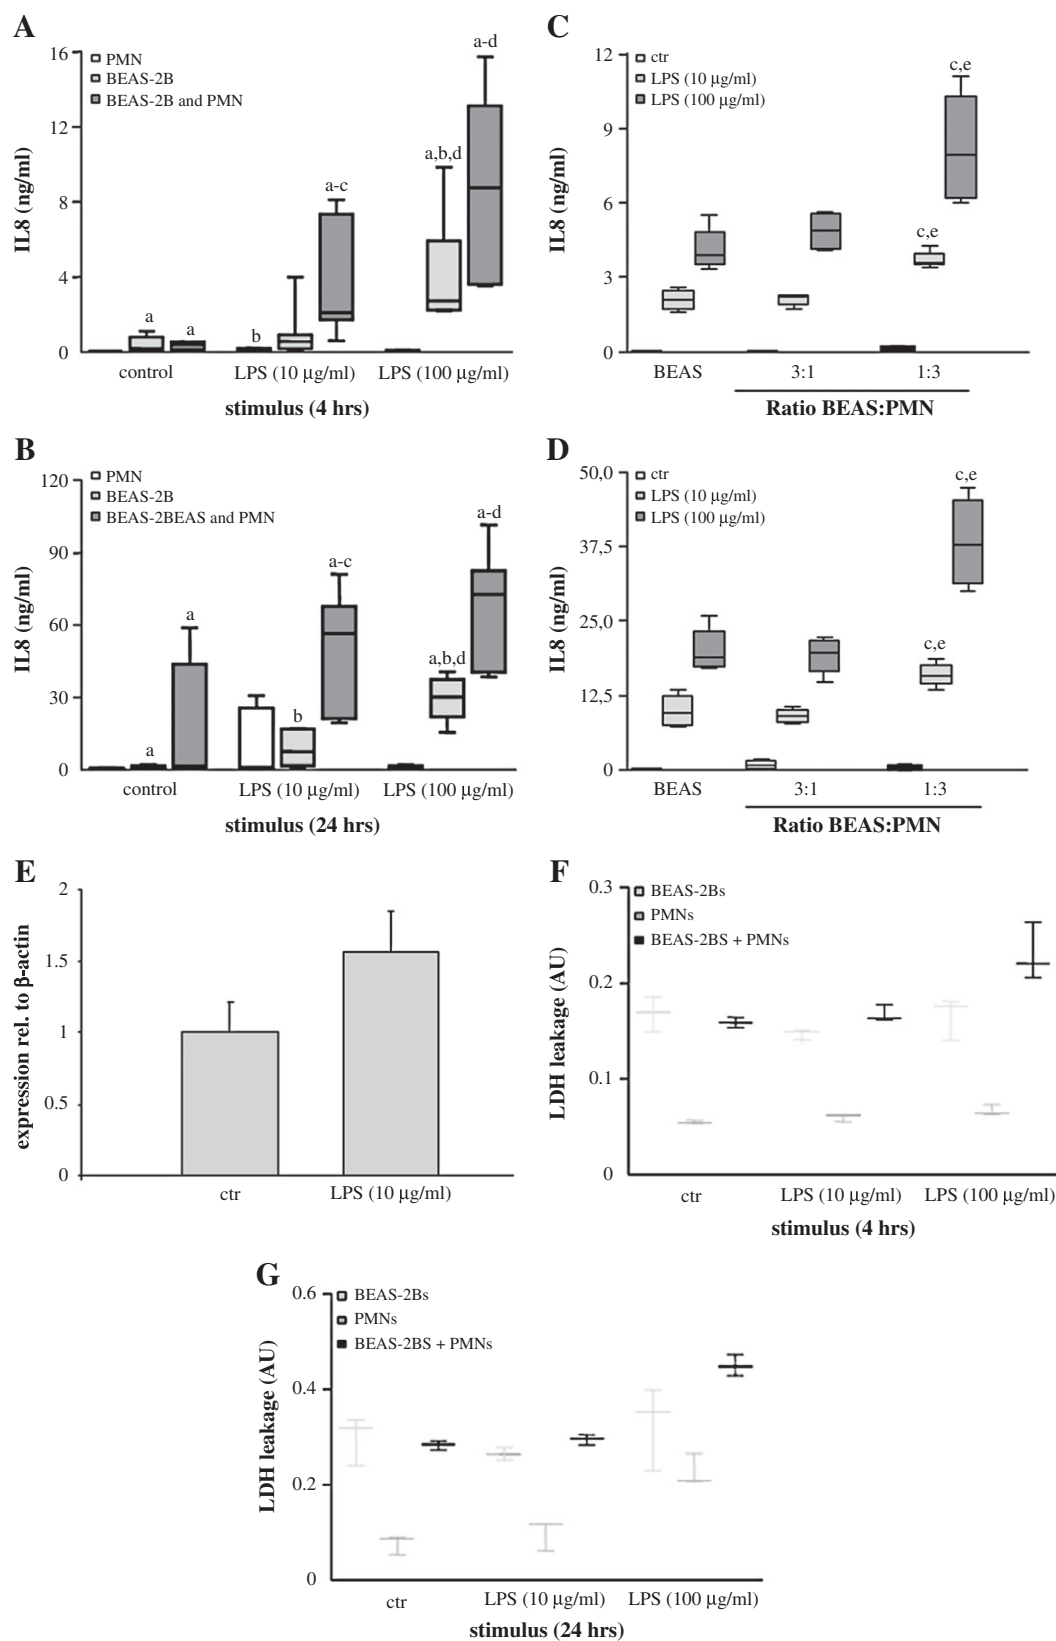 A
IL8 (ng/ml)
16
12
8
4
0
PMN
BEAS-2B
BEAS-2B and PMN
a
a
b
a-c
a,b,d
a-d
control
LPS (10 µg/ml)
LPS (100 µg/ml)
stimulus (4 hrs)
C
IL8 (ng/ml)
12
9
6
3
0
ctr
LPS (10 µg/ml)
LPS (100 µg/ml)
c,e
c,e
BEAS
3:1
1:3
Ratio BEAS:PMN
B
IL8 (ng/ml)
120
90
60
30
0
PMN
BEAS-2B
BEAS-2BEAS and PMN
a
a
b
a-c
a,b,d
a-d
control
LPS (10 µg/ml)
LPS (100 µg/ml)
stimulus (24 hrs)
D
IL8 (ng/ml)
50,0
37,5
25,0
12,5
0
ctr
LPS (10 µg/ml)
LPS (100 µg/ml)
c,e
c,e
BEAS
3:1
1:3
Ratio BEAS:PMN
E
expression rel. to β-actin
2
1.5
1
0.5
0
ctr
LPS (10 µg/ml)
F
LDH leakage (AU)
0.3
0.2
0.1
0
BEAS-2Bs
PMNs
BEAS-2BS + PMNs
ctr
LPS (10 µg/ml)
LPS (100 µg/ml)
stimulus (4 hrs)
G
LDH leakage (AU)
0.6
0.4
0.2
0
BEAS-2Bs
PMNs
BEAS-2BS + PMNs
ctr
LPS (10 µg/ml)
LPS (100 µg/ml)
stimulus (24 hrs)